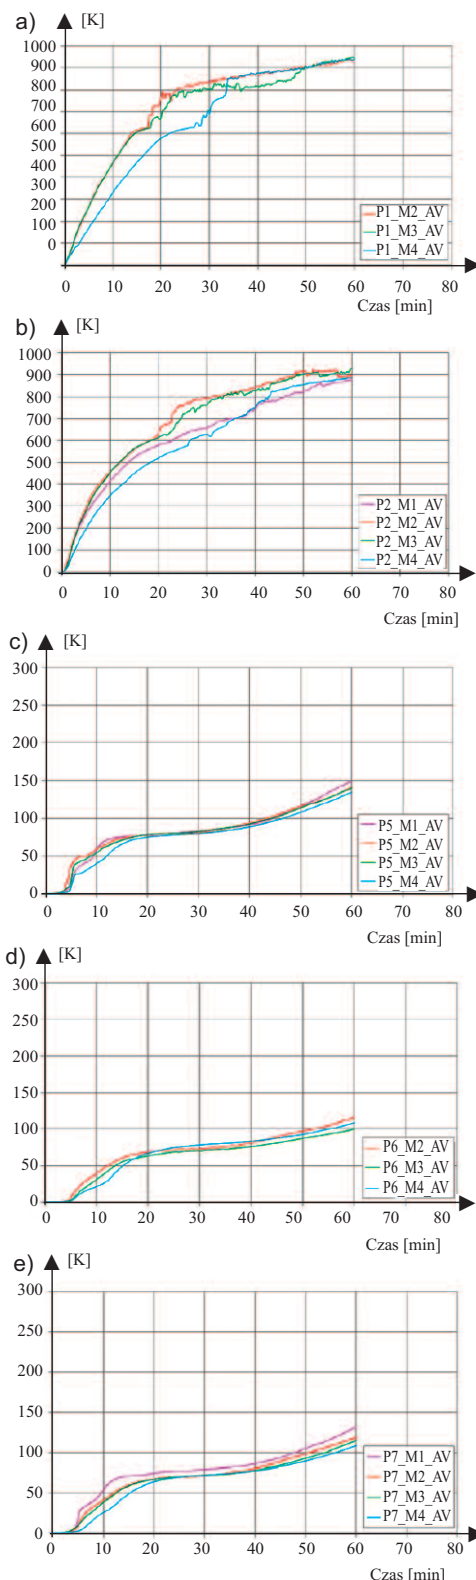 a) [K]
1000
900
800
600
900
700
600
400
300
300
200
100
0
P1_M2_AV
P1_M3_AV
P1_M4_AV
0 10 20 30 40 50 60 70 80
Czas [min]
b) [K]
1000
900
800
700
600
500
400
300
200
100
0
P2_M1_AV
P2_M2_AV
P2_M3_AV
P2_M4_AV
0 10 20 30 40 50 60 70 80
Czas [min]
c) [K]
300
250
200
150
100
50
0
P5_M1_AV
P5_M2_AV
P5_M3_AV
P5_M4_AV
0 10 20 30 40 50 60 70 80
Czas [min]
d) [K]
300
250
200
150
100
50
0
P6_M2_AV
P6_M3_AV
P6_M4_AV
0 10 20 30 40 50 60 70 80
Czas [min]
e) [K]
300
250
200
150
100
50
0
P7_M1_AV
P7_M2_AV
P7_M3_AV
P7_M4_AV
0 10 20 30 40 50 60 70 80
Czas [min]